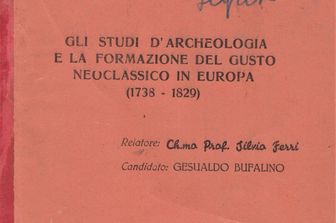 GLI STUDI D'ARCHEOLOGIA
E LA FORMAZIONE DEL GUSTO
NEOCLASSICO IN EUROPA
(1738 - 1829)
Relatore: Ch.mo Prof. Silvio Ferri
Candidato: GESUALDO BUFALINO